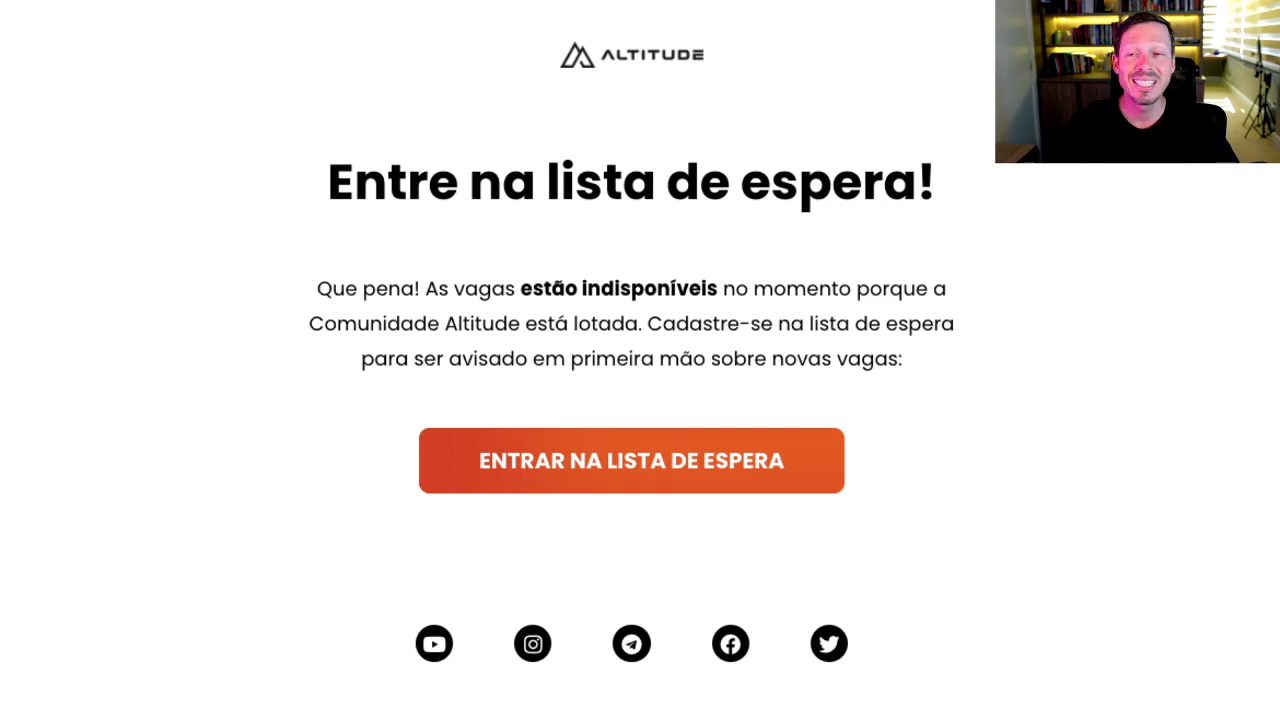 ALTITUDE
Entre na lista de espera!
Que pena! As vagas estão indisponíveis no momento porque a
Comunidade Altitude está lotada. Cadastre-se na lista de espera
para ser avisado em primeira mão sobre novas vagas:
ENTRAR NA LISTA DE ESPERA